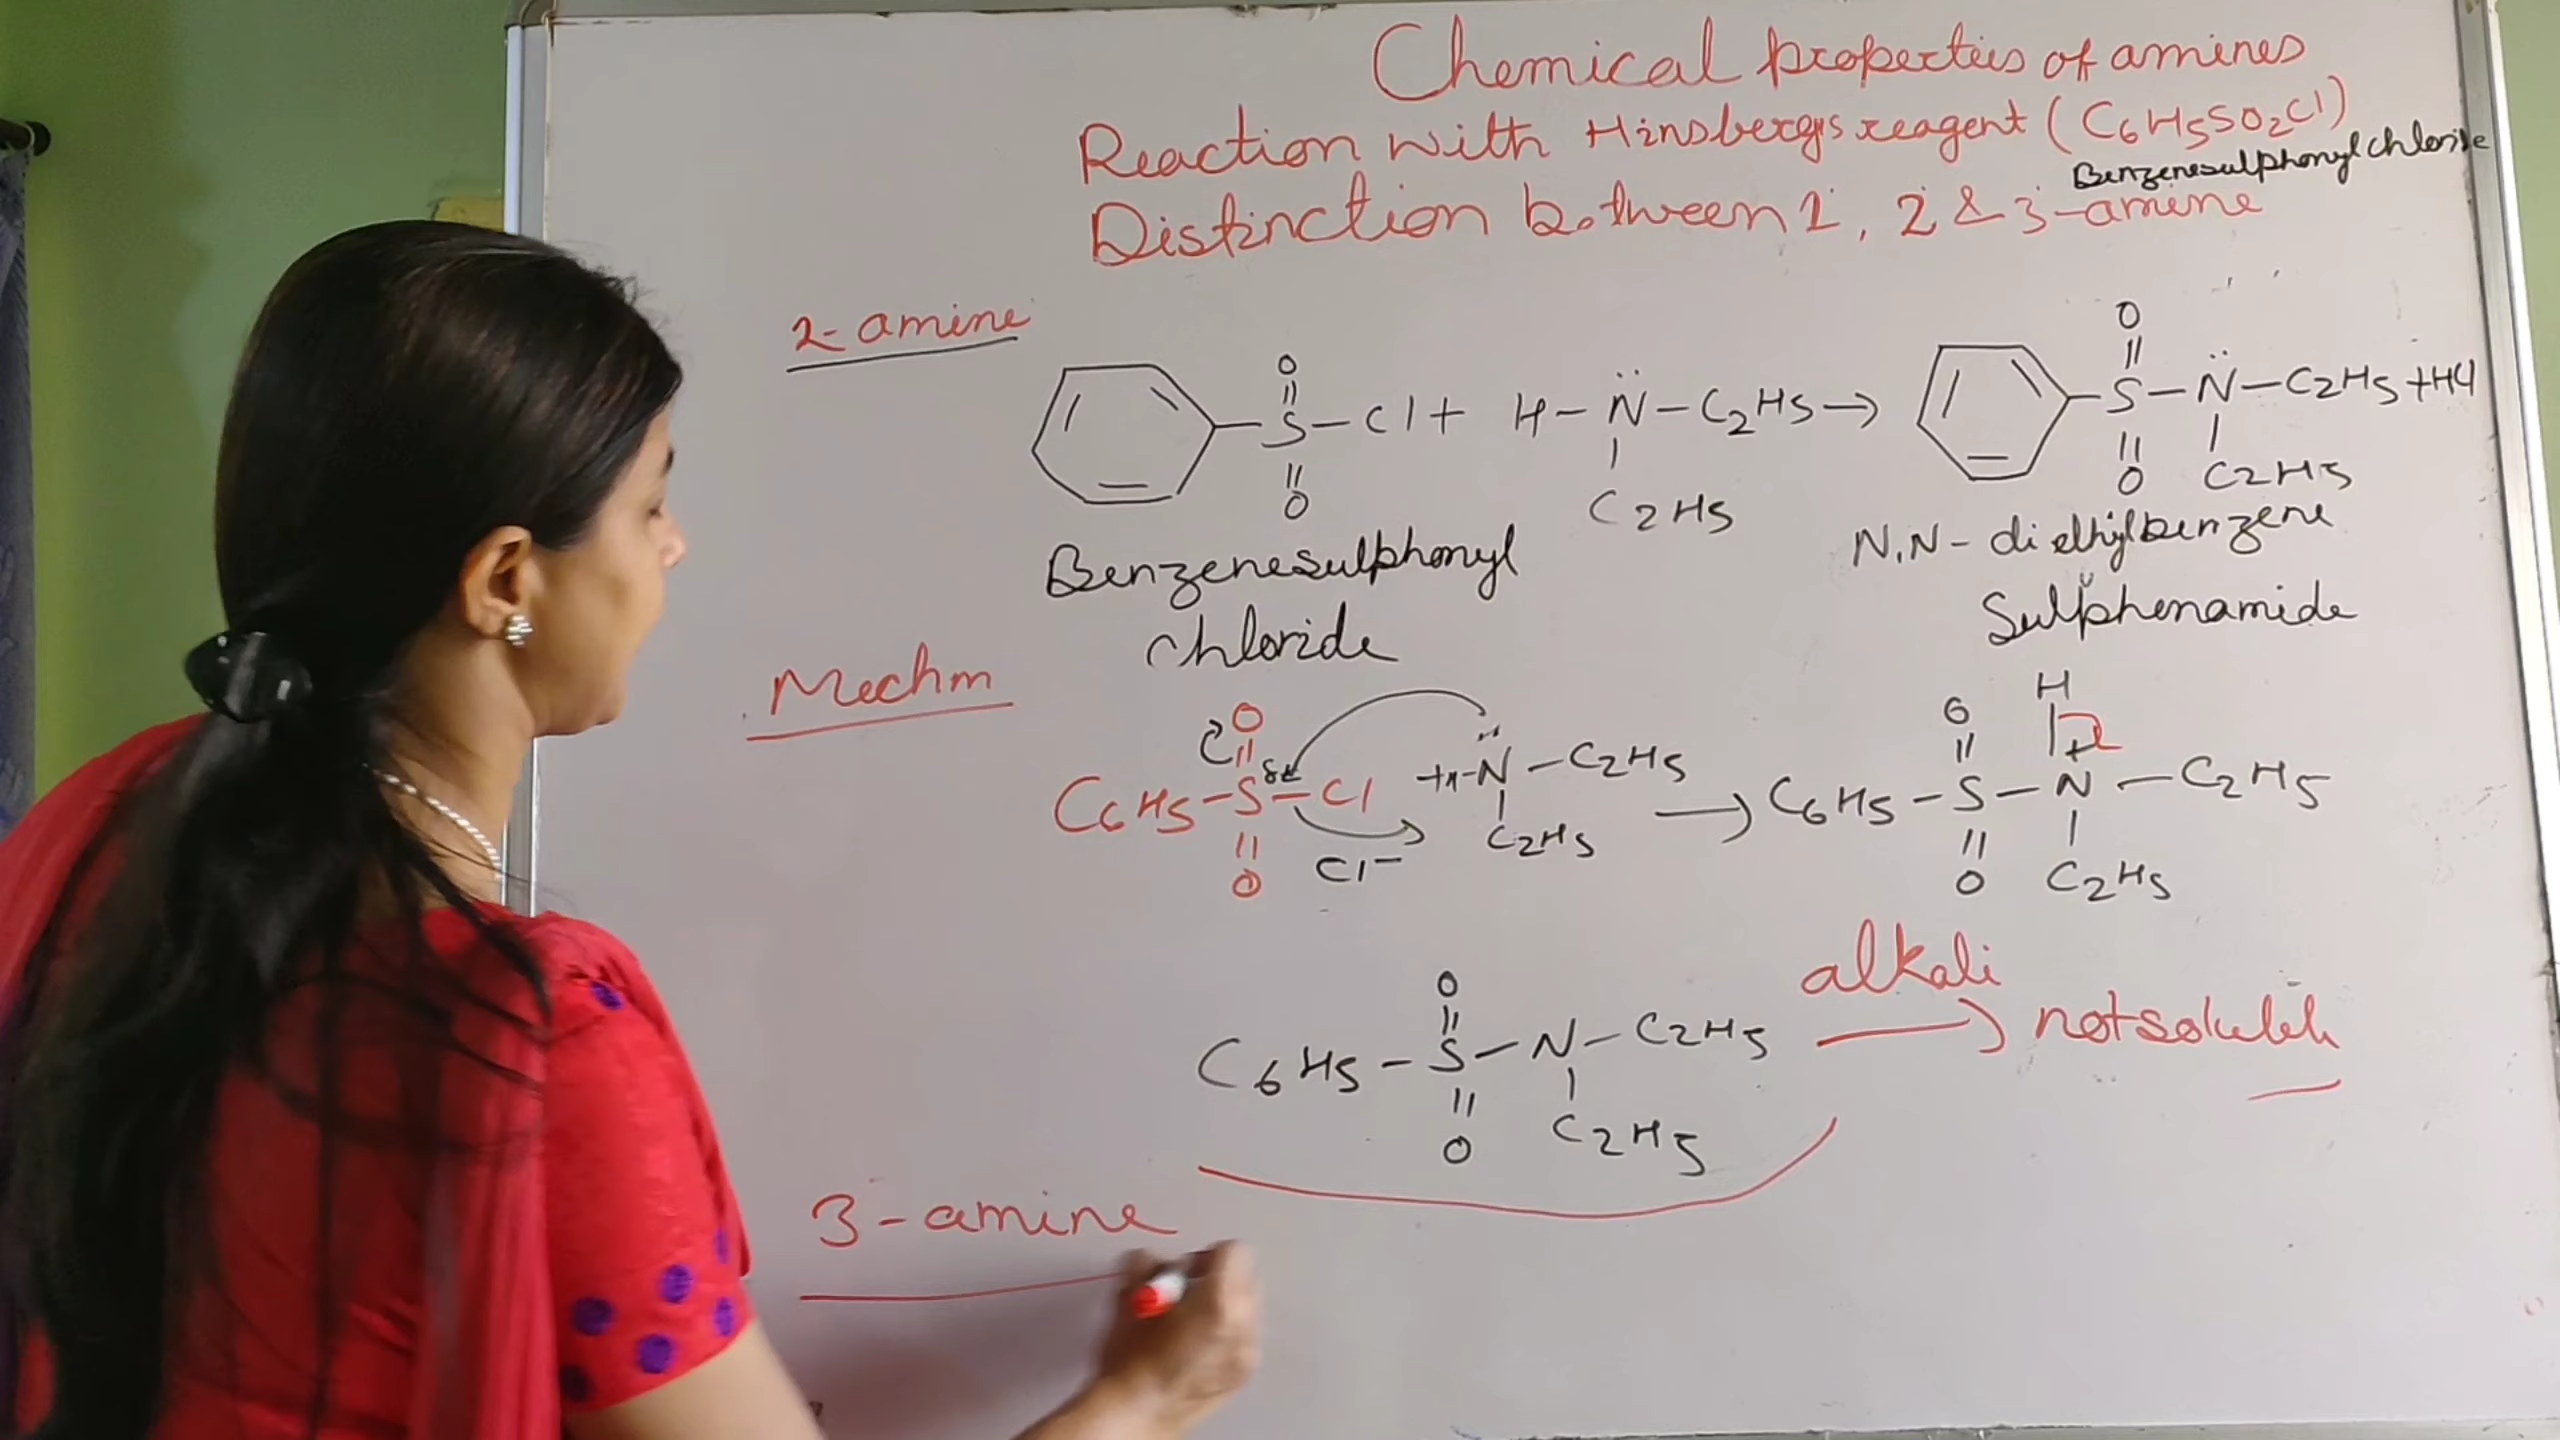 Chemical properties of amines
Reaction with Hinsbergs reagent (C6H5SO2Cl)
Benzenesulphonyl chloride
Distinction between 1, 2 & 3-amine
2-amine
O
O
S-Cl + H-N-C2H5 → S-N-C2H5 + HCl
O
C2H5
O
C2H5
Benzenesulphonyl
chloride
N,N-diethylbenzene
Sulphonamide
Mechm
O
O
H
C6H5-S-Cl
δ+
H-N-C2H5 → C6H5-S-N-C2H5
+
Cl-
C2H5
O
O
C2H5
O
C6H5-S-N-C2H5
alkali
→ not soluble
O
C2H5
3-amine